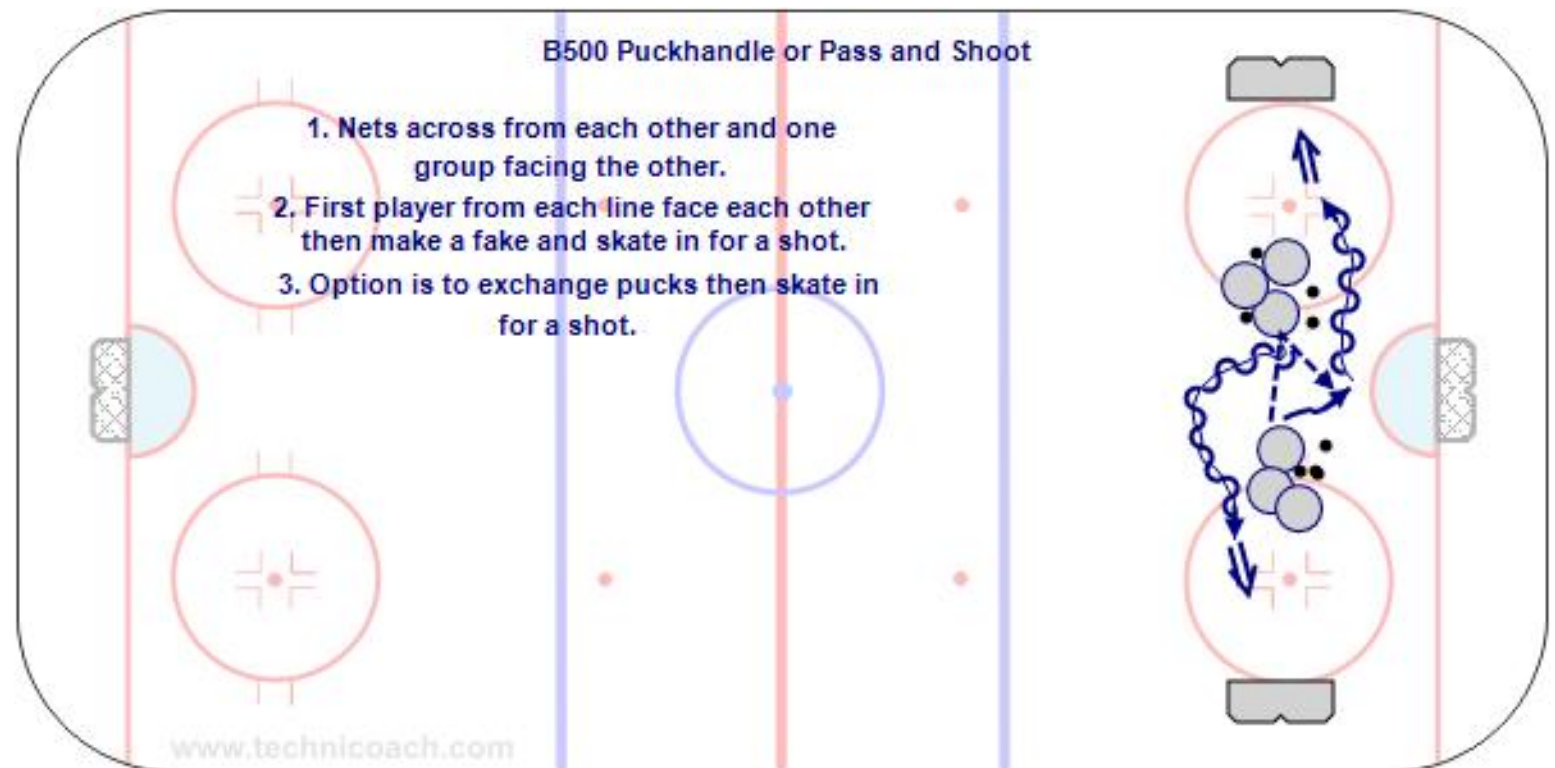 B500 Puckhandle or Pass and Shoot
1. Nets across from each other and one
group facing the other.
2. First player from each line face each other
then make a fake and skate in for a shot.
3. Option is to exchange pucks then skate in
for a shot.
www.technicoach.com